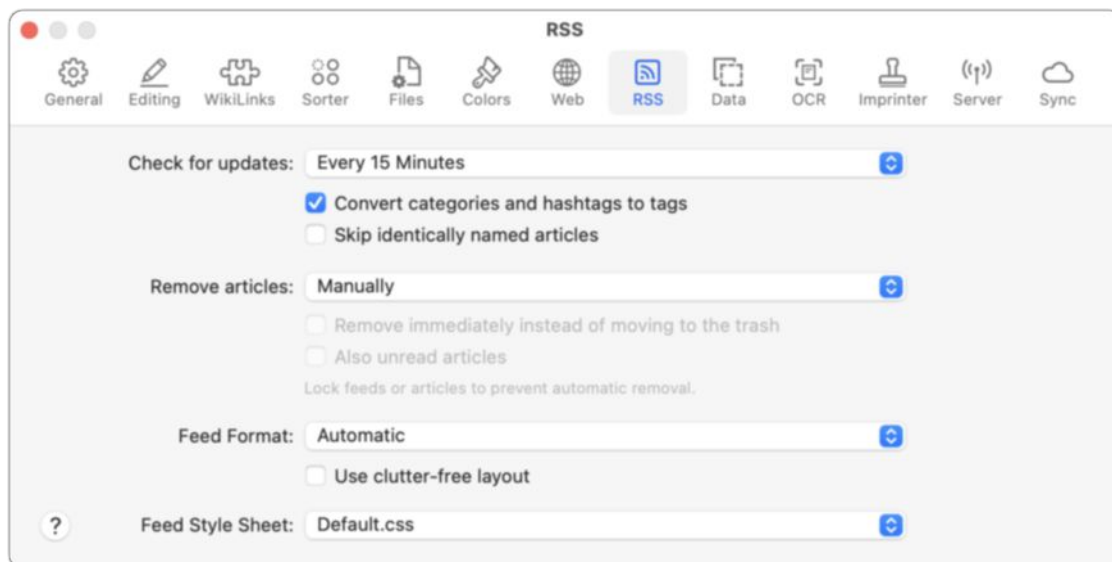 RSS
General Editing WikiLinks Sorter Files Colors Web RSS Data OCR Imprinter Server Sync
Check for updates: Every 15 Minutes
Convert categories and hashtags to tags
Skip identically named articles
Remove articles: Manually
Remove immediately instead of moving to the trash
Also unread articles
Lock feeds or articles to prevent automatic removal.
Feed Format: Automatic
Use clutter-free layout
? Feed Style Sheet: Default.css